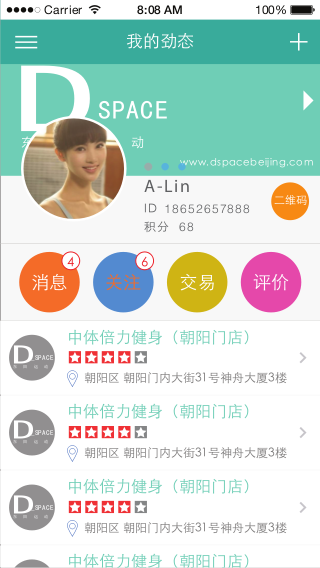 Carrier 8:08 AM 100%
我的劲态
D SPACE
东 动
www.dspacebeijing.com
A-Lin
ID 18652657888
积分 68
二维码
消息 4
关注 6
交易
评价
D.SPACE
中体倍力健身（朝阳门店）
朝阳区 朝阳门内大街31号神舟大厦3楼
D.SPACE
中体倍力健身（朝阳门店）
朝阳区 朝阳门内大街31号神舟大厦3楼
D.SPACE
中体倍力健身（朝阳门店）
朝阳区 朝阳门内大街31号神舟大厦3楼
中体倍力健身（朝阳门店）